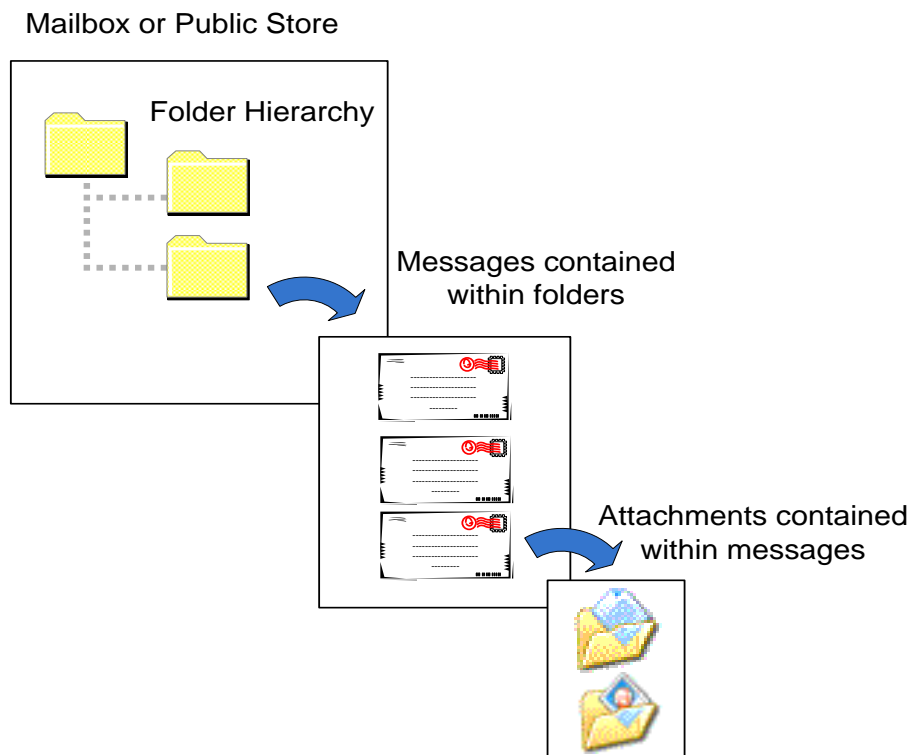 Mailbox or Public Store
Folder Hierarchy
Messages contained
within folders
Attachments contained
within messages